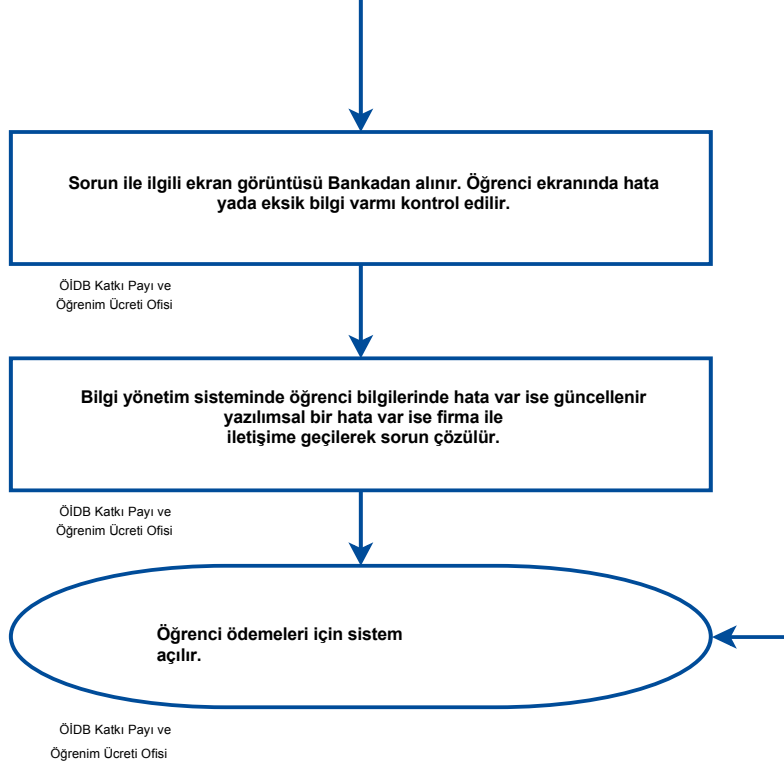 Sorun ile ilgili ekran görüntüsü Bankadan alınır. Öğrenci ekranında hata
yada eksik bilgi varmı kontrol edilir.
ÖİDB Katkı Payı ve
Öğrenim Ücreti Ofisi
Bilgi yönetim sisteminde öğrenci bilgilerinde hata var ise güncellenir
yazılımsal bir hata var ise firma ile
iletişime geçilerek sorun çözülür.
ÖİDB Katkı Payı ve
Öğrenim Ücreti Ofisi
Öğrenci ödemeleri için sistem
açılır.
ÖİDB Katkı Payı ve
Öğrenim Ücreti Ofisi